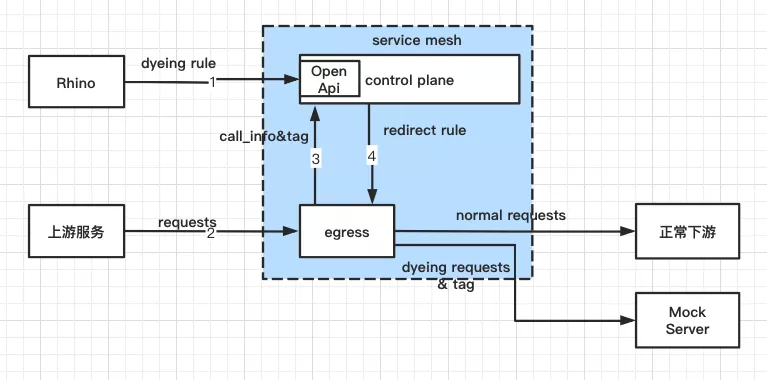 service mesh
dyeing rule
1
Rhino
Open
Api
control plane
call_info&tag
redirect rule
3
4
requests
2
上游服务
egress
normal requests
正常下游
dyeing requests
& tag
Mock
Server